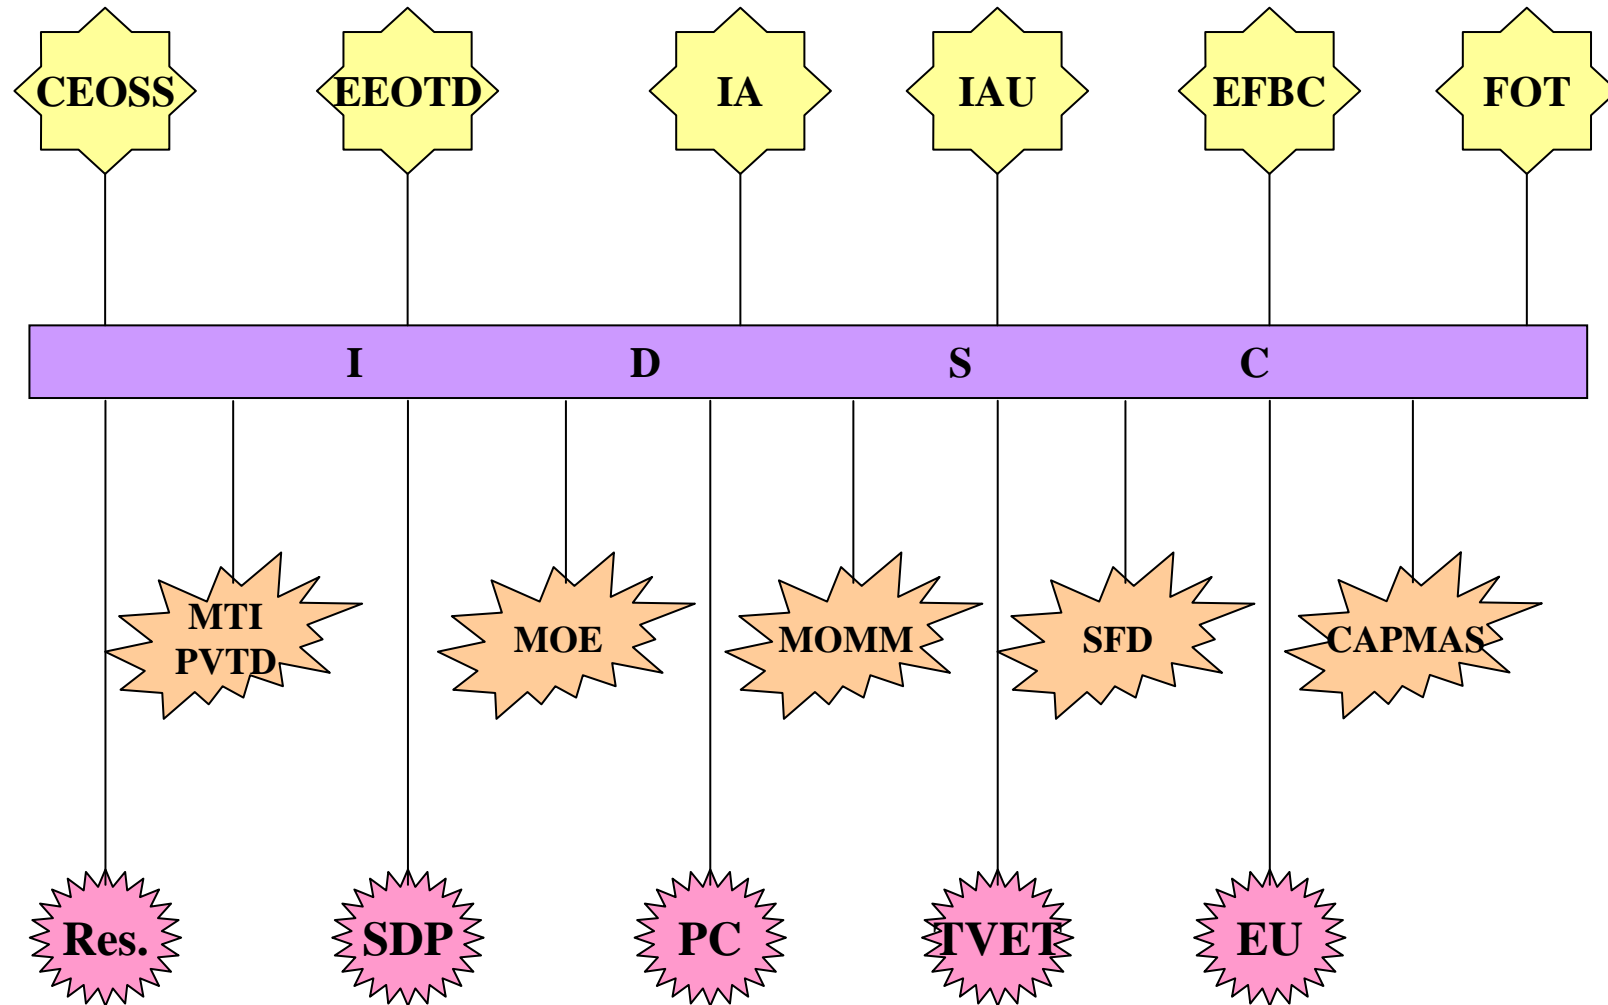 CEOSS EEOTD IA IAU EFBC FOT
I D S C
MTI
PVTD
MOE MOMM SFD CAPMAS
Res. SDP PC TVET EU